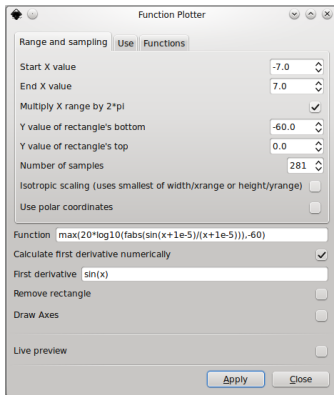 Function Plotter
Range and sampling Use Functions
Start X value -7.0
End X value 7.0
Multiply X range by 2*pi
Y value of rectangle's bottom -60.0
Y value of rectangle's top 0.0
Number of samples 281
Isotropic scaling (uses smallest of width/xrange or height/yrange)
Use polar coordinates
Function max(20*log10(fabs(sin(x+1e-5)/(x+1e-5))),-60)
Calculate first derivative numerically
First derivative sin(x)
Remove rectangle
Draw Axes
Live preview
Apply Close